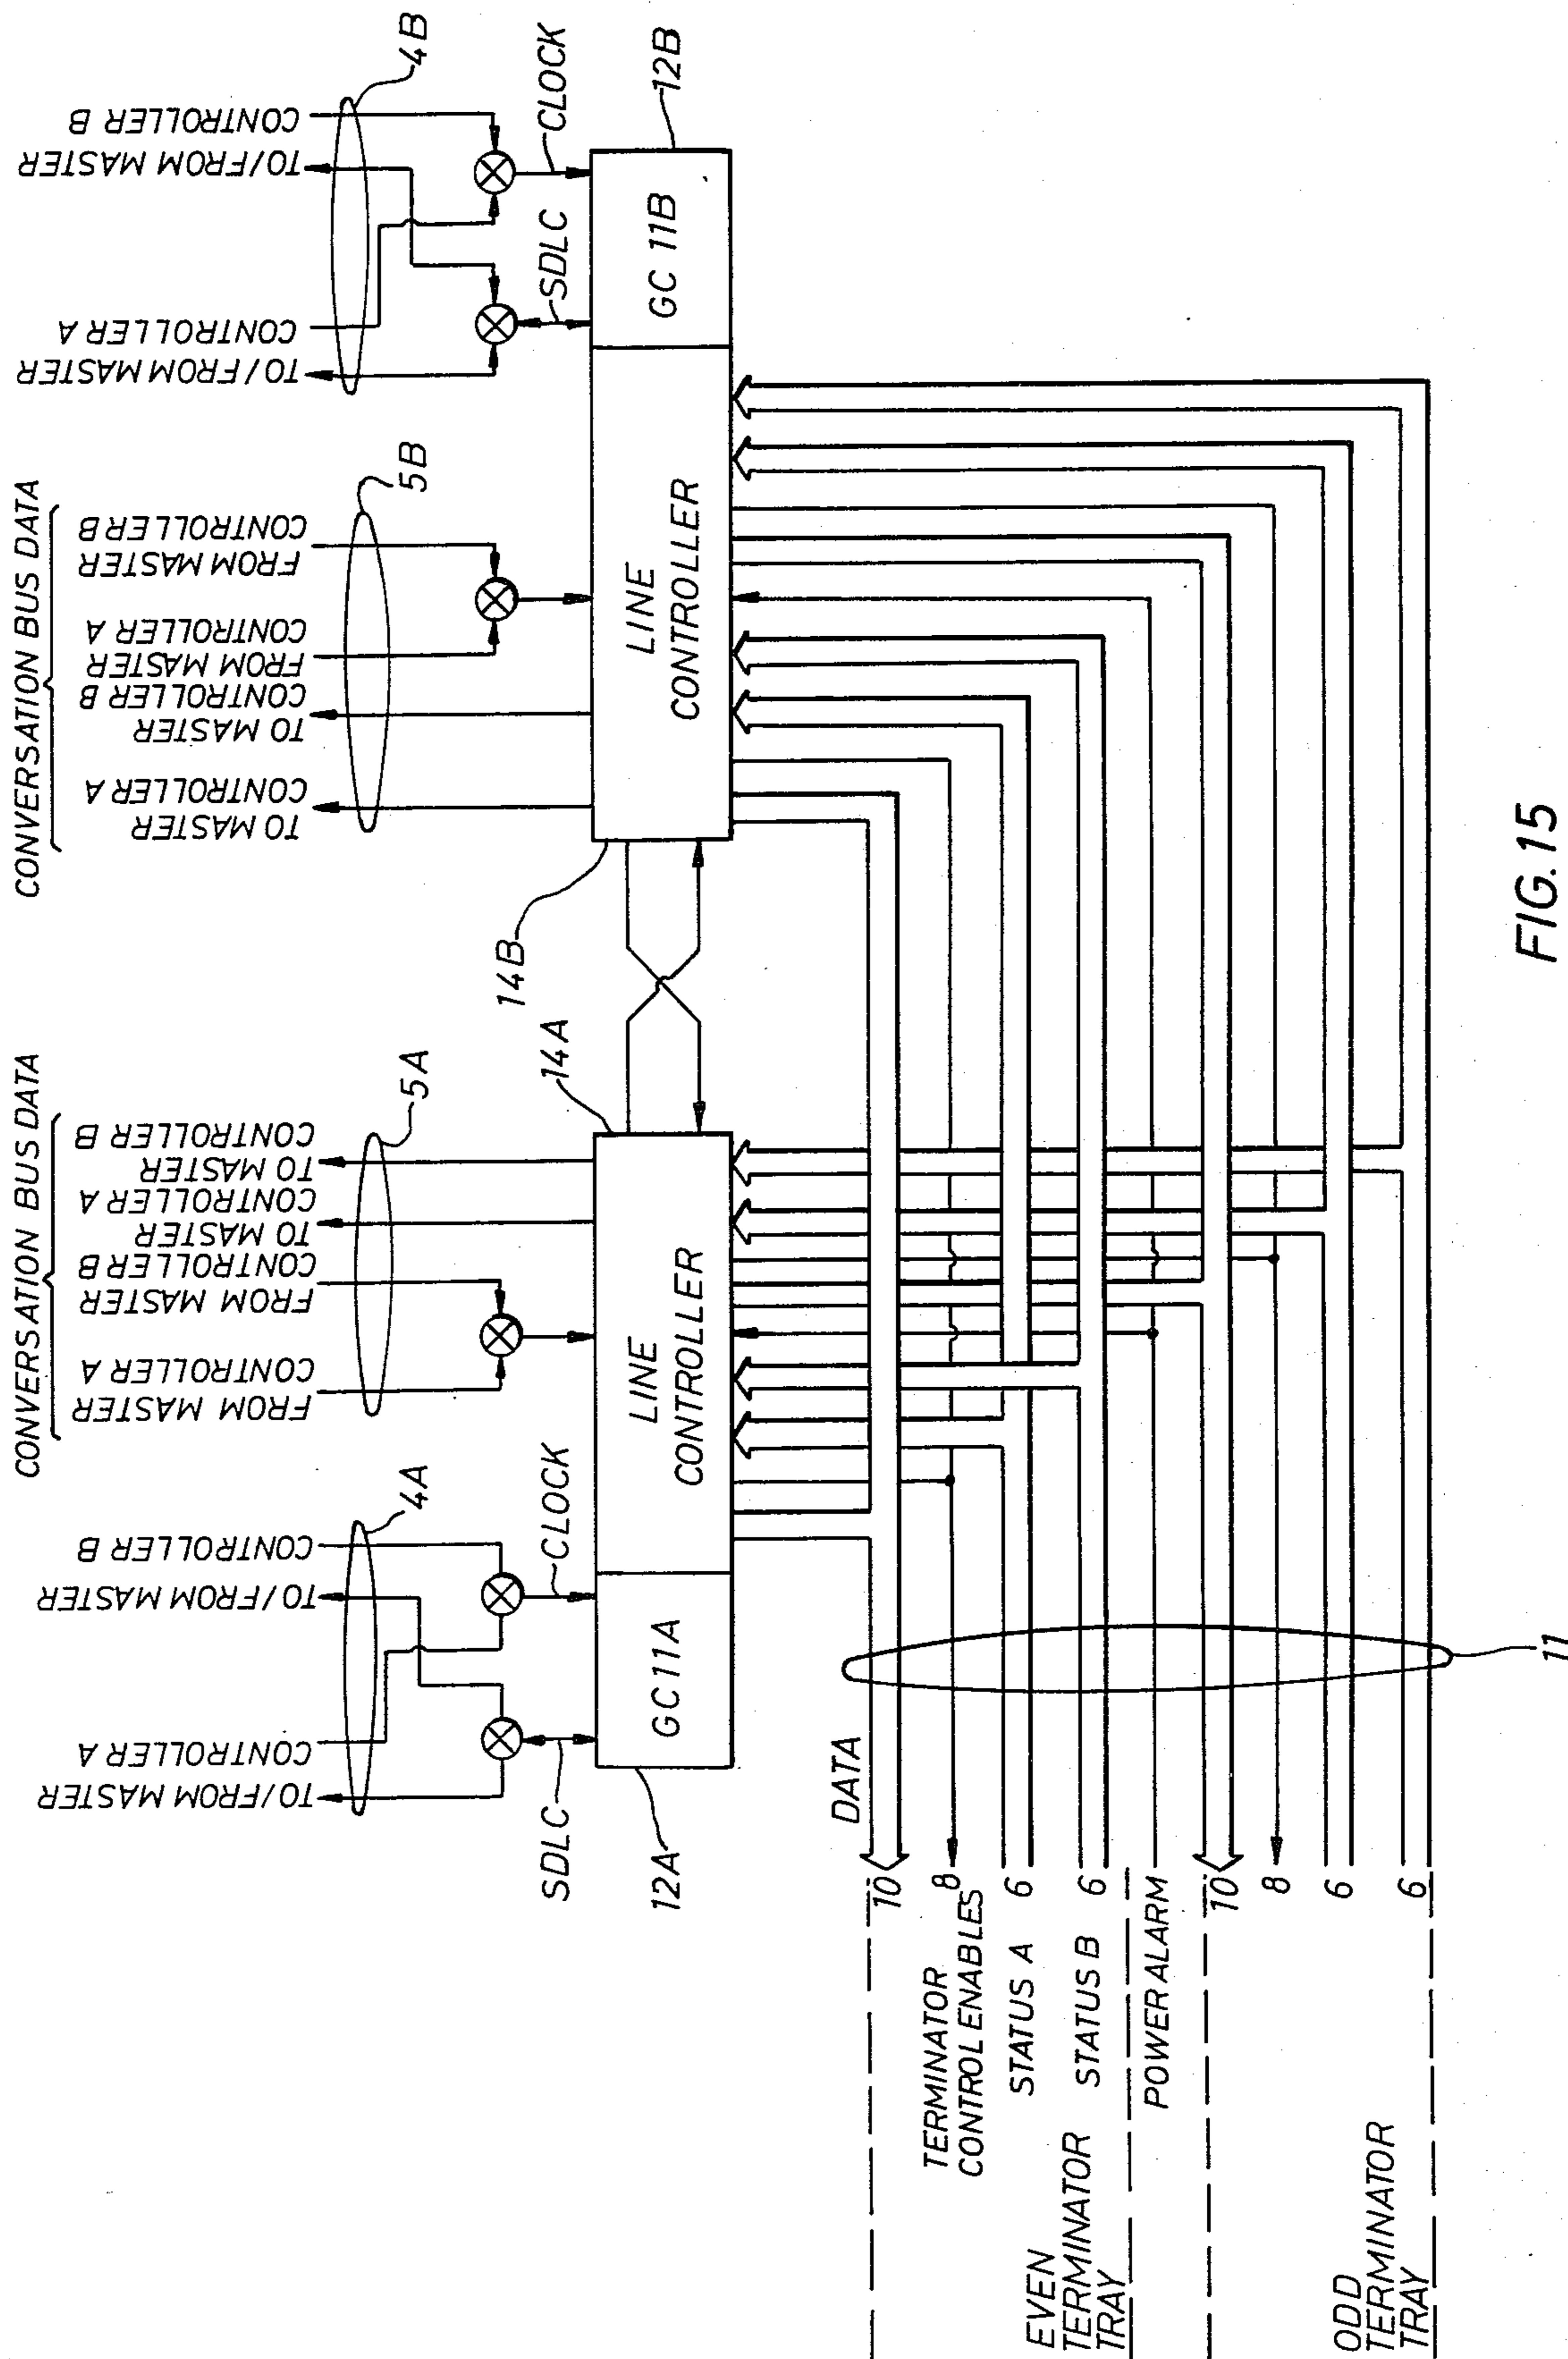 CONVERSATION BUS DATA
CONVERSATION BUS DATA
TO/FROM MASTER
CONTROLLER A
TO/FROM MASTER
CONTROLLER B
4A
FROM MASTER
CONTROLLER A
FROM MASTER
CONTROLLER B
TO MASTER
CONTROLLER A
TO MASTER
CONTROLLER B
5A
TO MASTER
CONTROLLER A
TO MASTER
CONTROLLER B
FROM MASTER
CONTROLLER A
FROM MASTER
CONTROLLER B
5B
TO/FROM MASTER
CONTROLLER A
TO/FROM MASTER
CONTROLLER B
4B
SDLC
CLOCK
14A
14B
SDLC
CLOCK
12A
GC 11A
LINE
CONTROLLER
LINE
CONTROLLER
GC 11B
12B
DATA
10
TERMINATOR
CONTROL ENABLES
8
STATUS A
6
EVEN
TERMINATOR
TRAY
STATUS B
6
POWER ALARM
10
8
6
ODD
TERMINATOR
TRAY
6
11
FIG. 15